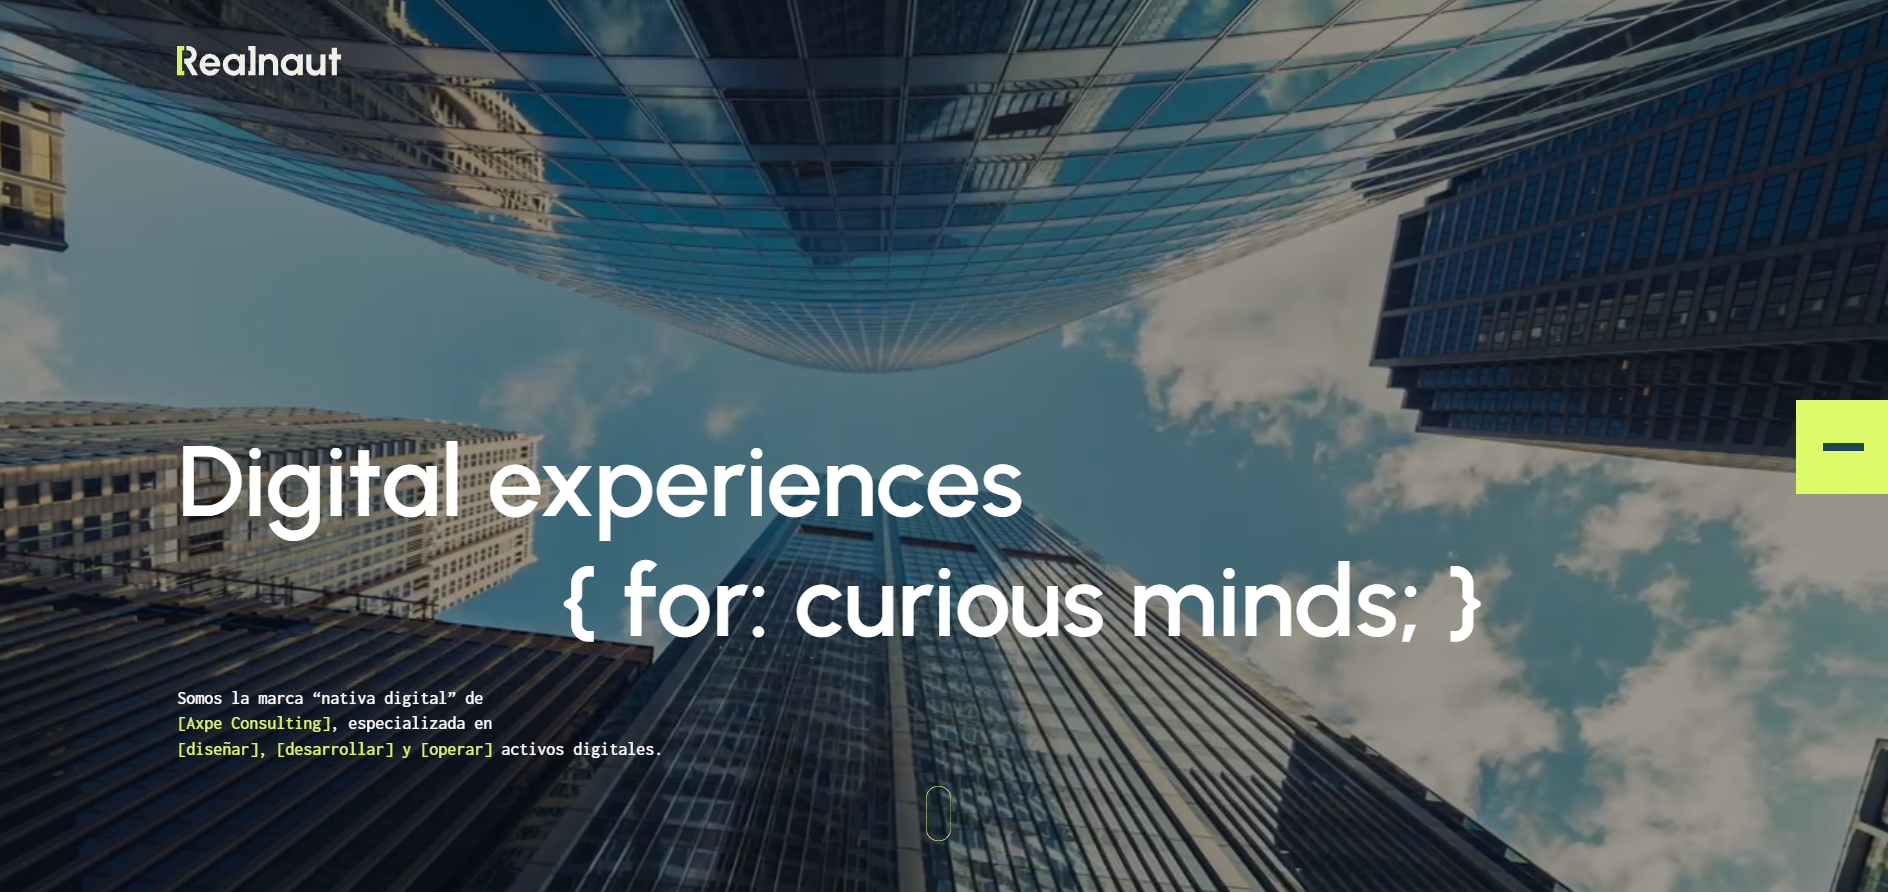 Realnaut
Digital experiences
{ for: curious minds; }
Somos la marca “nativa digital” de
[Axpe Consulting], especializada en
[diseñar], [desarrollar] y [operar] activos digitales.